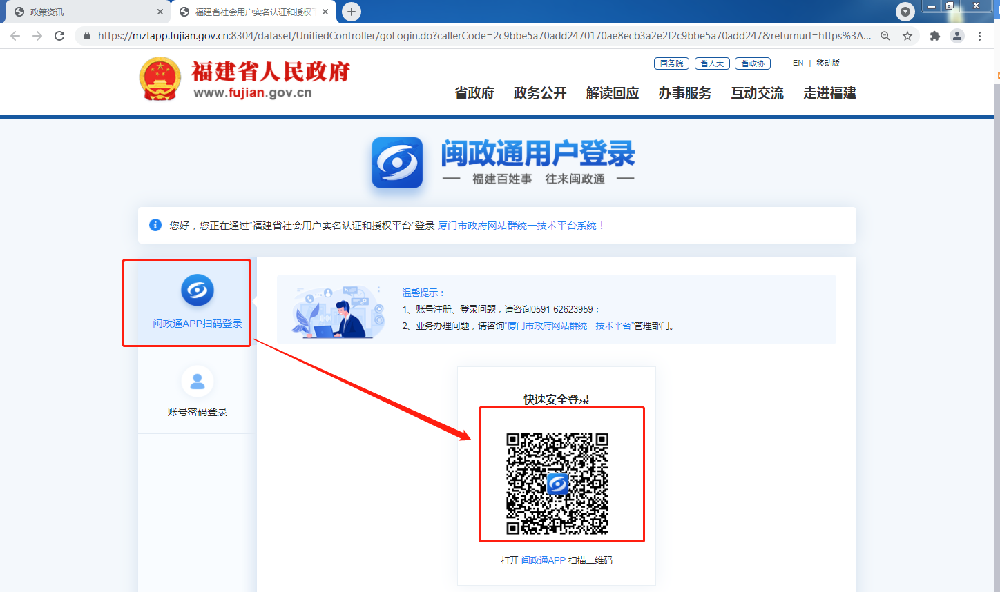 政策资讯
福建省社会用户实名认证和授权平
https://mztapp.fujian.gov.cn:8304/dataset/UnifiedController/goLogin.do?callerCode=2c9bbe5a70add2470170ae8ecb3a2e2f2c9bbe5a70add247&returnurl=https%3A...
国务院 省人大 省政协 EN | 移动版
福建省人民政府
www.fujian.gov.cn
省政府 政务公开 解读回应 办事服务 互动交流 走进福建
闽政通用户登录
福建百姓事 往来闽政通
您好，您正在通过“福建省社会用户实名认证和授权平台”登录 厦门市政府网站群统一技术平台系统！
闽政通APP扫码登录
账号密码登录
温馨提示：
1、账号注册、登录问题，请咨询0591-62623959；
2、业务办理问题，请咨询“厦门市政府网站群统一技术平台”管理部门。
快速安全登录
打开 闽政通APP 扫描二维码